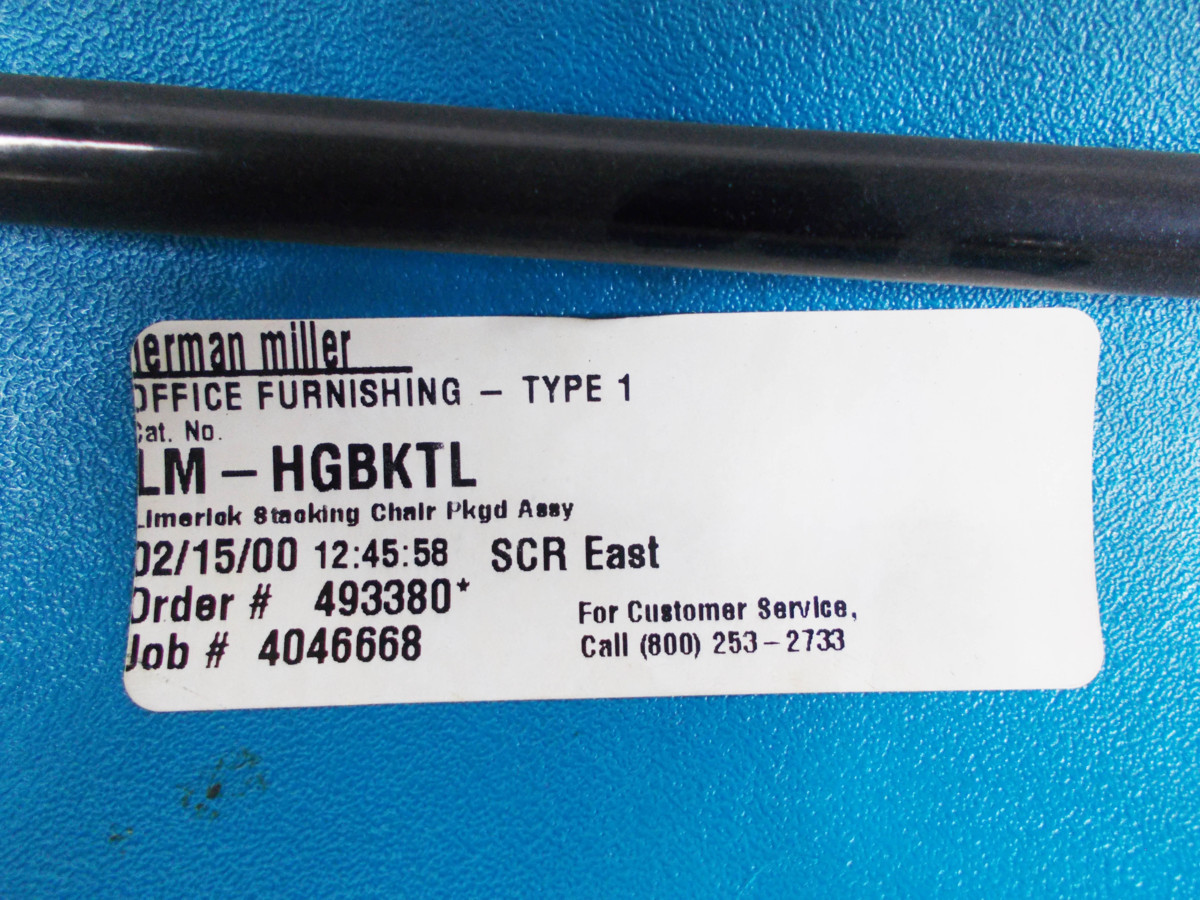 herman miller
OFFICE FURNISHING – TYPE 1
Cat. No.
LM – HGBKTL
Limerick Stacking Chair Pkgd Assy
02/15/00 12:45:58 SCR East
Order # 493380*
Job # 4046668
For Customer Service,
Call (800) 253–2733